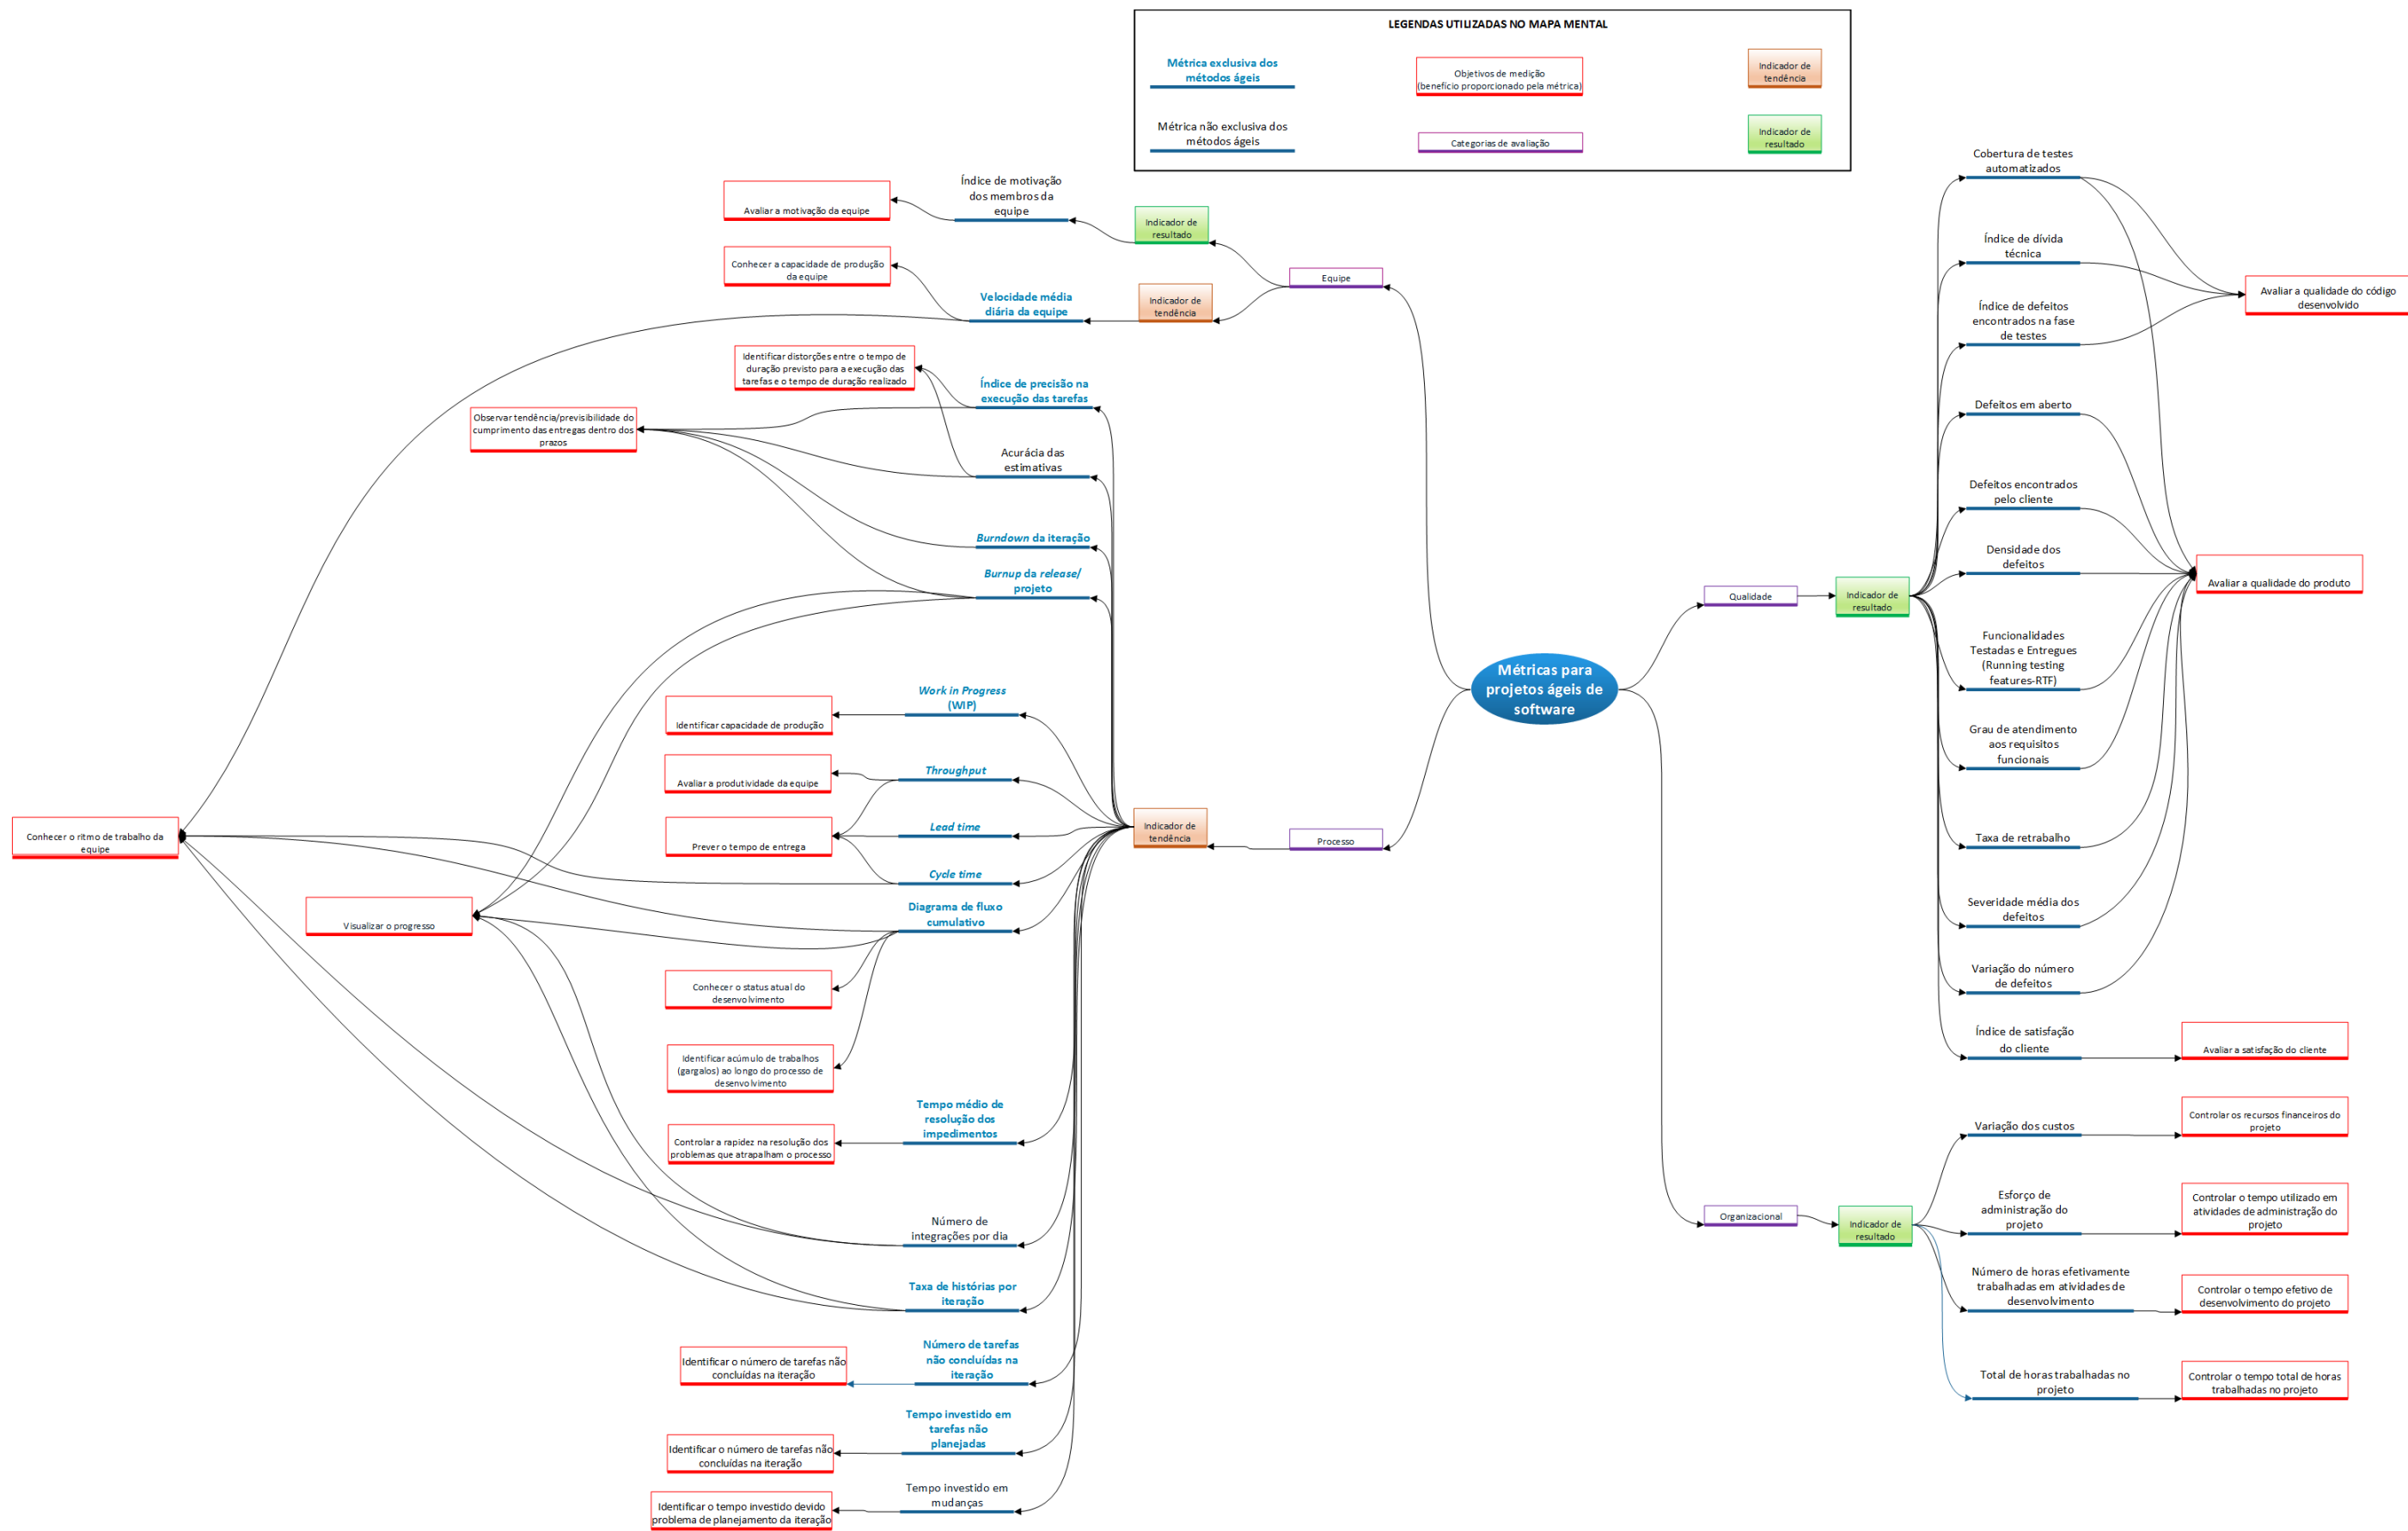 LEGENDAS UTILIZADAS NO MAPA MENTAL
Métrica exclusiva dos
métodos ágeis
Objetivos de medição
(benefício proporcionado pela métrica)
Indicador de
tendência
Métrica não exclusiva dos
métodos ágeis
Categorias de avaliação
Indicador de
resultado
Métricas para
projetos ágeis de
software
Equipe
Indicador de
resultado
Índice de motivação
dos membros da
equipe
Avaliar a motivação da equipe
Indicador de
tendência
Velocidade média
diária da equipe
Conhecer a capacidade de produção
da equipe
Processo
Indicador de
tendência
Índice de precisão na
execução das tarefas
Identificar distorções entre o tempo de
duração previsto para a execução das
tarefas e o tempo de duração realizado
Observar tendência/previsibilidade do
cumprimento das entregas dentro dos
prazos
Acurácia das
estimativas
Burndown da iteração
Burnup da release/
projeto
Work in Progress
(WIP)
Identificar capacidade de produção
Throughput
Avaliar a produtividade da equipe
Lead time
Prever o tempo de entrega
Conhecer o ritmo de trabalho da
equipe
Cycle time
Diagrama de fluxo
cumulativo
Visualizar o progresso
Conhecer o status atual do
desenvolvimento
Identificar acúmulo de trabalhos
(gargalos) ao longo do processo de
desenvolvimento
Tempo médio de
resolução dos
impedimentos
Controlar a rapidez na resolução dos
problemas que atrapalham o processo
Número de
integrações por dia
Taxa de histórias por
iteração
Número de tarefas
não concluídas na
iteração
Identificar o número de tarefas não
concluídas na iteração
Tempo investido em
tarefas não
planejadas
Identificar o número de tarefas não
concluídas na iteração
Tempo investido em
mudanças
Identificar o tempo investido devido
problema de planejamento da iteração
Qualidade
Indicador de
resultado
Cobertura de testes
automatizados
Índice de dívida
técnica
Índice de defeitos
encontrados na fase
de testes
Avaliar a qualidade do código
desenvolvido
Defeitos em aberto
Defeitos encontrados
pelo cliente
Densidade dos
defeitos
Avaliar a qualidade do produto
Funcionalidades
Testadas e Entregues
(Running testing
features-RTF)
Grau de atendimento
aos requisitos
funcionais
Taxa de retrabalho
Severidade média dos
defeitos
Variação do número
de defeitos
Índice de satisfação
do cliente
Avaliar a satisfação do cliente
Organizacional
Indicador de
resultado
Variação dos custos
Controlar os recursos financeiros do
projeto
Esforço de
administração do
projeto
Controlar o tempo utilizado em
atividades de administração do
projeto
Número de horas efetivamente
trabalhadas em atividades de
desenvolvimento
Controlar o tempo efetivo de
desenvolvimento do projeto
Total de horas trabalhadas no
projeto
Controlar o tempo total de horas
trabalhadas no projeto